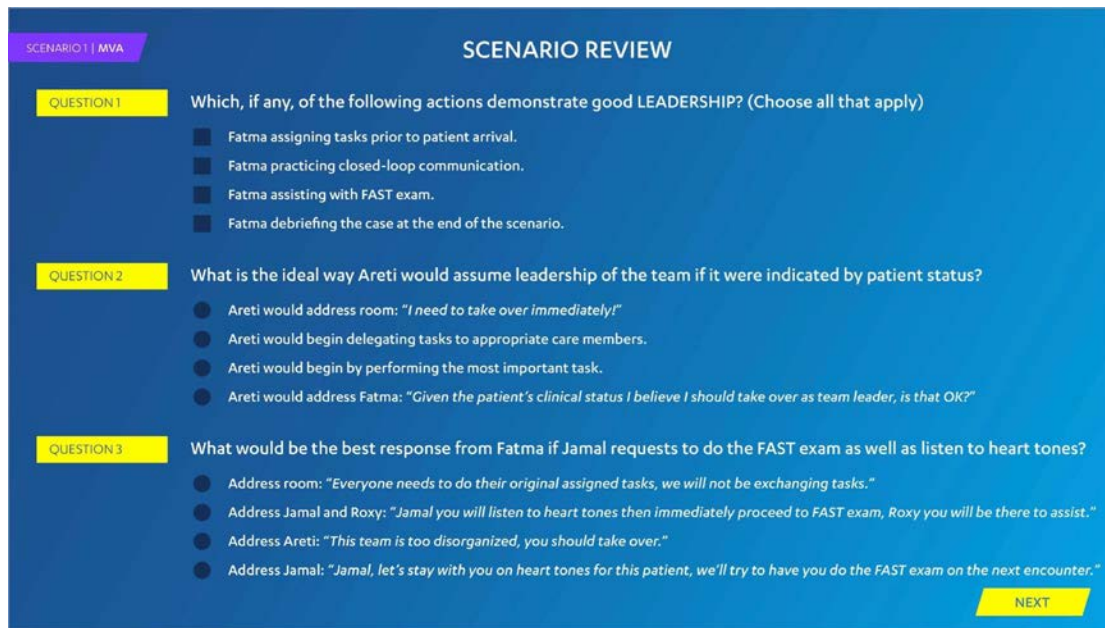 SCENARIO 1 | MVA
SCENARIO REVIEW
QUESTION 1
Which, if any, of the following actions demonstrate good LEADERSHIP? (Choose all that apply)
Fatma assigning tasks prior to patient arrival.
Fatma practicing closed-loop communication.
Fatma assisting with FAST exam.
Fatma debriefing the case at the end of the scenario.
QUESTION 2
What is the ideal way Areti would assume leadership of the team if it were indicated by patient status?
Areti would address room: "I need to take over immediately!"
Areti would begin delegating tasks to appropriate care members.
Areti would begin by performing the most important task.
Areti would address Fatma: "Given the patient's clinical status I believe I should take over as team leader, is that OK?"
QUESTION 3
What would be the best response from Fatma if Jamal requests to do the FAST exam as well as listen to heart tones?
Address room: "Everyone needs to do their original assigned tasks, we will not be exchanging tasks."
Address Jamal and Roxy: "Jamal you will listen to heart tones then immediately proceed to FAST exam, Roxy you will be there to assist."
Address Areti: "This team is too disorganized, you should take over."
Address Jamal: "Jamal, let's stay with you on heart tones for this patient, we'll try to have you do the FAST exam on the next encounter."
NEXT